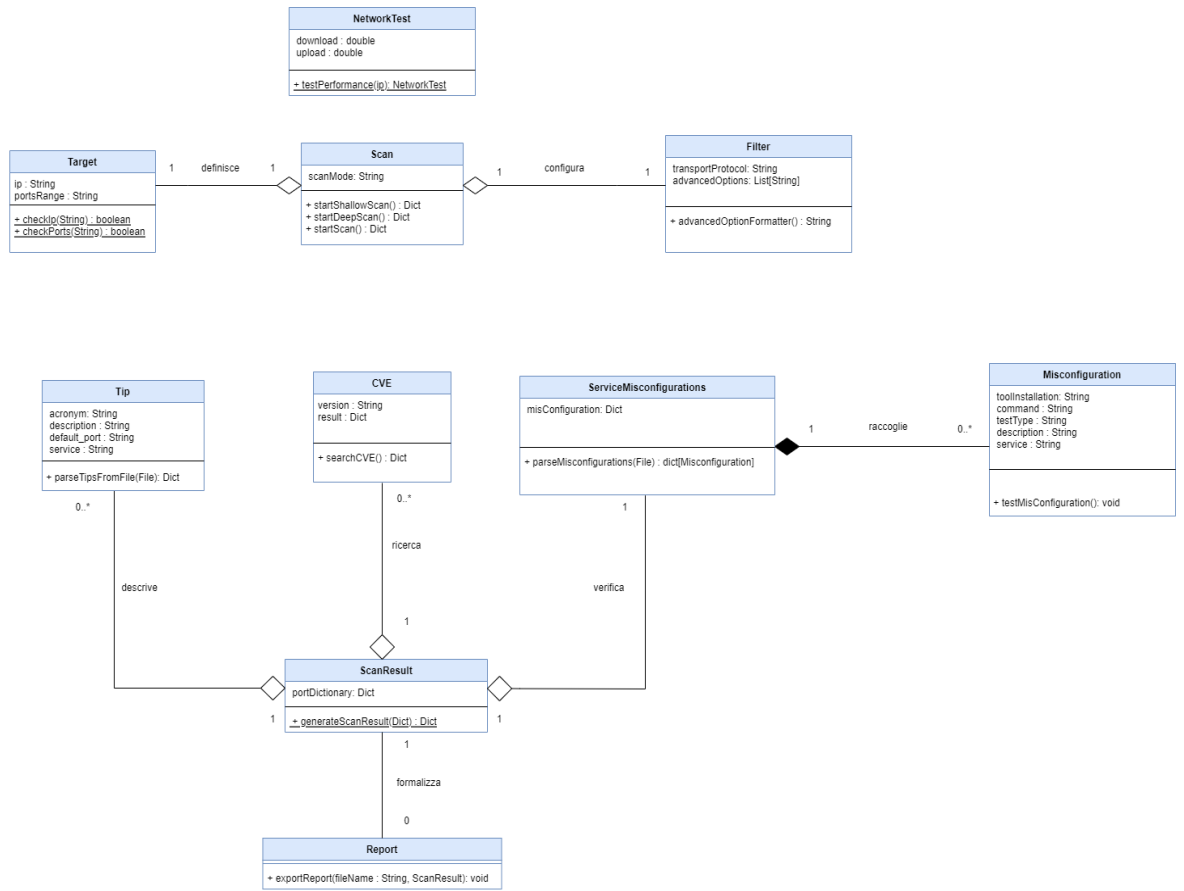 NetworkTest
download : double
upload : double
+ testPerformance(ip): NetworkTest
Target
ip : String
portsRange : String
+ checkIp(String) : boolean
+ checkPorts(String) : boolean
1
definisce
1
Scan
scanMode: String
+ startShallowScan() : Dict
+ startDeepScan() : Dict
+ startScan() : Dict
1
configura
1
Filter
transportProtocol: String
advancedOptions: List[String]
+ advancedOptionFormatter() : String
Tip
acronym: String
description : String
default_port : String
service : String
+ parseTipsFromFile(File): Dict
0..*
descrive
1
CVE
version : String
result : Dict
+ searchCVE() : Dict
0..*
ricerca
1
ServiceMisconfigurations
misConfiguration: Dict
+ parseMisconfigurations(File) : dict[Misconfiguration]
1
verifica
1
1
raccoglie
0..*
Misconfiguration
toolInstallation: String
command : String
testType : String
description : String
service : String
+ testMisConfiguration(): void
ScanResult
portDictionary: Dict
+ generateScanResult(Dict) : Dict
1
formalizza
0
Report
+ exportReport(fileName : String, ScanResult): void